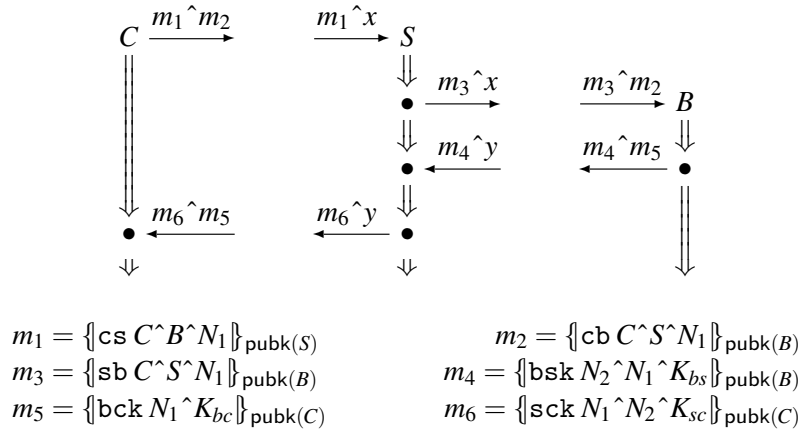 C m₁ˆm₂ m₁ˆx S
m₃ˆx m₃ˆm₂ B
m₄ˆy m₄ˆm₅
m₆ˆm₅ m₆ˆy
m₁ = {|cs CˆBˆN₁|}pubk(S) m₂ = {|cb CˆSˆN₁|}pubk(B)
m₃ = {|sb CˆSˆN₁|}pubk(B) m₄ = {|bsk N₂ˆN₁ˆK_bs|}pubk(B)
m₅ = {|bck N₁ˆK_bc|}pubk(C) m₆ = {|sck N₁ˆN₂ˆK_sc|}pubk(C)